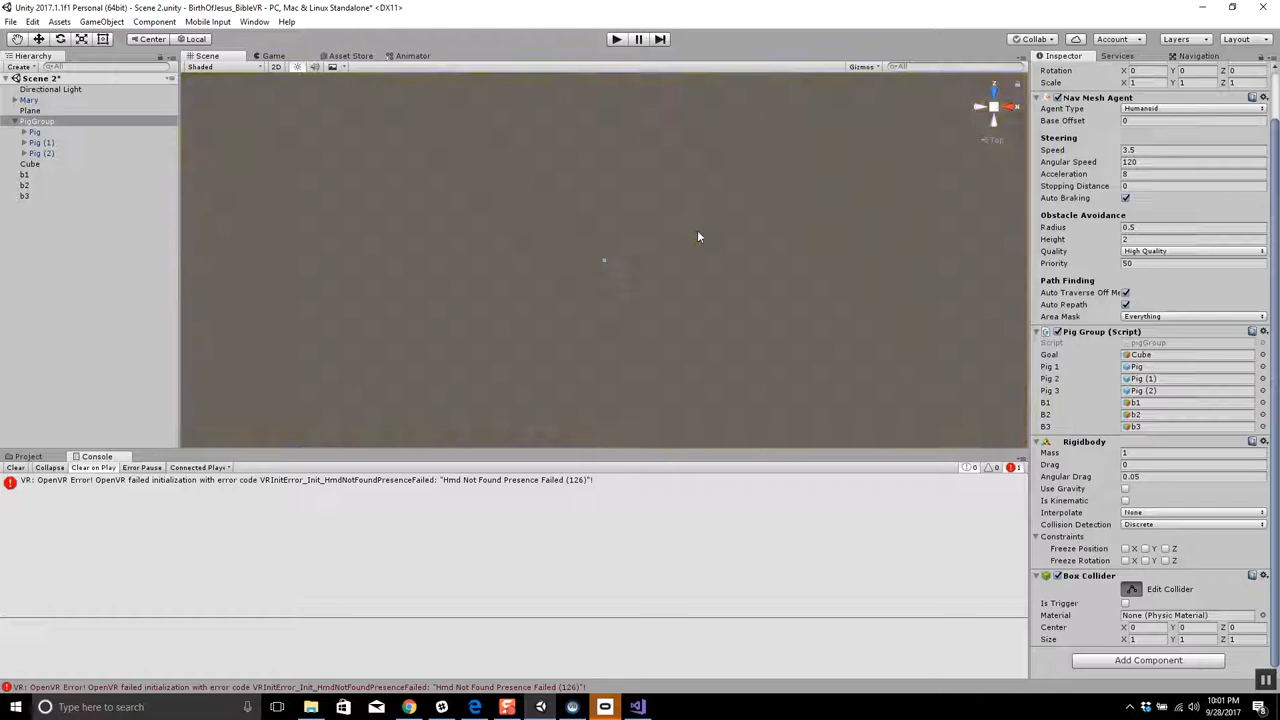 Unity 2017.1.1f1 Personal (64bit) - Scene 2.unity - BirthOfJesus_BibleVR - PC, Mac & Linux Standalone* <DX11>
File Edit Assets GameObject Component Mobile Input Window Help
Center Local Collab Account Layers Layout
Hierarchy Scene Game Asset Store Animator Inspector Services Navigation
Create All Shaded 2D Gizmos All
Scene 2*
Directional Light
Mary
Plane
PigGroup
Pig
Pig (1)
Pig (2)
Cube
b1
b2
b3
z
x
Top
Rotation X 0 Y 0 Z 0
Scale X 1 Y 1 Z 1
Nav Mesh Agent
Agent Type Humanoid
Base Offset 0
Steering
Speed 3.5
Angular Speed 120
Acceleration 8
Stopping Distance 0
Auto Braking
Obstacle Avoidance
Radius 0.5
Height 2
Quality High Quality
Priority 50
Path Finding
Auto Traverse Off Me
Auto Repath
Area Mask Everything
Pig Group (Script)
Script pigGroup
Goal Cube
Pig 1 Pig
Pig 2 Pig (1)
Pig 3 Pig (2)
B1 b1
B2 b2
B3 b3
Rigidbody
Mass 1
Drag 0
Angular Drag 0.05
Use Gravity
Is Kinematic
Interpolate None
Collision Detection Discrete
Constraints
Freeze Position X Y Z
Freeze Rotation X Y Z
Box Collider
Edit Collider
Is Trigger
Material None (Physic Material)
Center X 0 Y 0 Z 0
Size X 1 Y 1 Z 1
Add Component
Project Console
Clear Collapse Clear on Play Error Pause Connected Playe 0 0 1
VR: OpenVR Error! OpenVR failed initialization with error code VRInitError_Init_HmdNotFoundPresenceFailed: "Hmd Not Found Presence Failed (126)"!
VR: OpenVR Error! OpenVR failed initialization with error code VRInitError_Init_HmdNotFoundPresenceFailed: "Hmd Not Found Presence Failed (126)"!
Type here to search
10:01 PM
9/28/2017